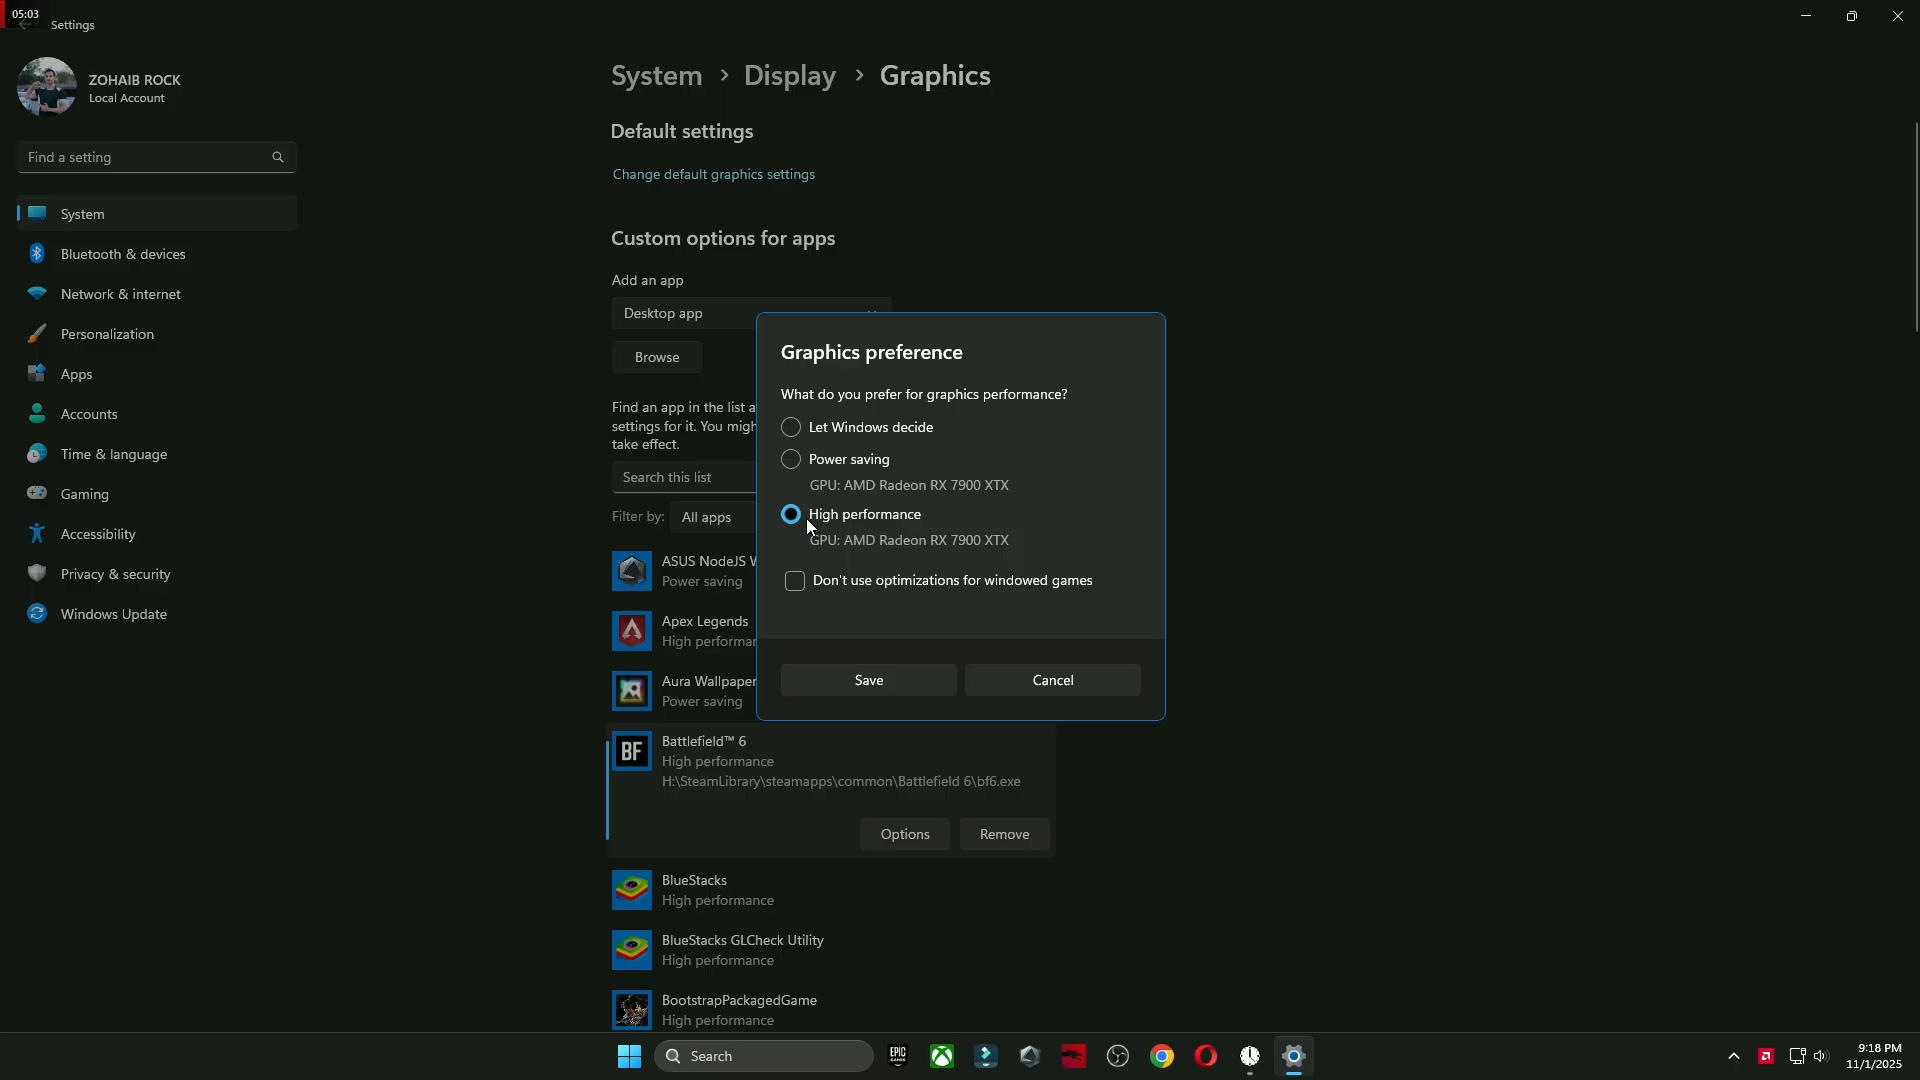 05:03
Settings
ZOHAIB ROCK
Local Account
Find a setting
System
Bluetooth & devices
Network & internet
Personalization
Apps
Accounts
Time & language
Gaming
Accessibility
Privacy & security
Windows Update
System > Display > Graphics
Default settings
Change default graphics settings
Custom options for apps
Add an app
Desktop app
Browse
Find an app in the list a
settings for it. You migh
take effect.
Search this list
Filter by: All apps
ASUS NodeJS W
Power saving
Apex Legends
High performan
Aura Wallpaper
Power saving
Battlefield™ 6
High performance
H:\SteamLibrary\steamapps\common\Battlefield 6\bf6.exe
Options Remove
BlueStacks
High performance
BlueStacks GLCheck Utility
High performance
BootstrapPackagedGame
High performance
Graphics preference
What do you prefer for graphics performance?
Let Windows decide
Power saving
GPU: AMD Radeon RX 7900 XTX
High performance
GPU: AMD Radeon RX 7900 XTX
Don't use optimizations for windowed games
Save Cancel
Search
EPIC GAMES
9:18 PM
11/1/2025